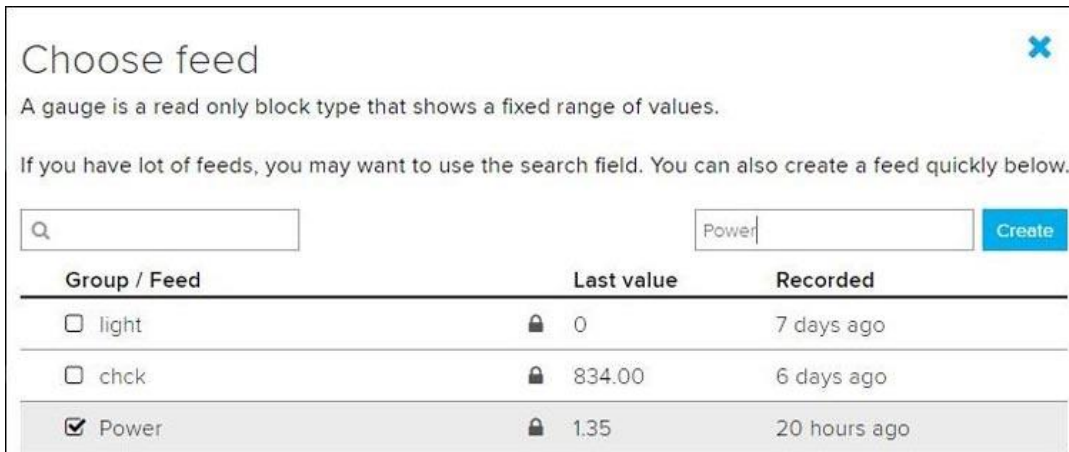 Choose feed
A gauge is a read only block type that shows a fixed range of values.
If you have lot of feeds, you may want to use the search field. You can also create a feed quickly below.
Power Create
Group / Feed Last value Recorded
light 0 7 days ago
chck 834.00 6 days ago
Power 1.35 20 hours ago